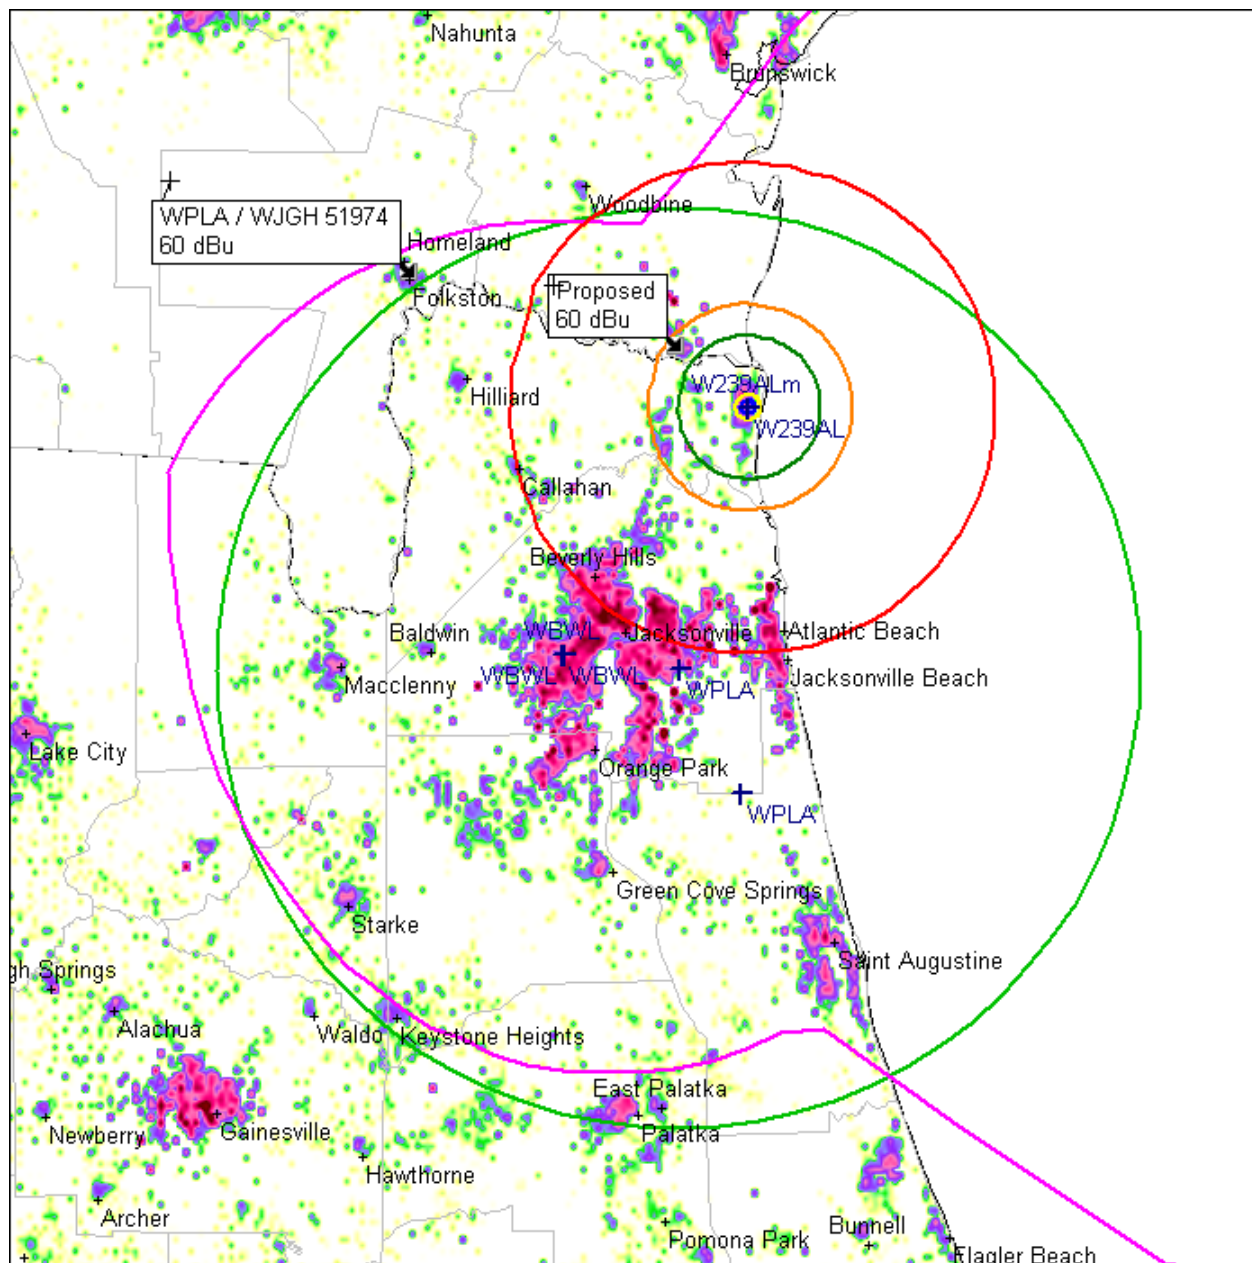 Nahunta
Brunswick
WPLA / WJGH 51974
60 dBu
Woodbine
Homeland
Folkston
Proposed
60 dBu
Hilliard
W239ALm
W239AL
Callahan
Beverly Hills
Baldwin
WBWL
Jacksonville
Atlantic Beach
Macclenny
WBWL
WBWL
WPLA
Jacksonville Beach
Lake City
Orange Park
WPLA
Green Cove Springs
Starke
Saint Augustine
gh Springs
Alachua
Waldo
Keystone Heights
East Palatka
Newberry
Gainesville
Palatka
Hawthorne
Archer
Bunnell
Pomona Park
Flagler Beach